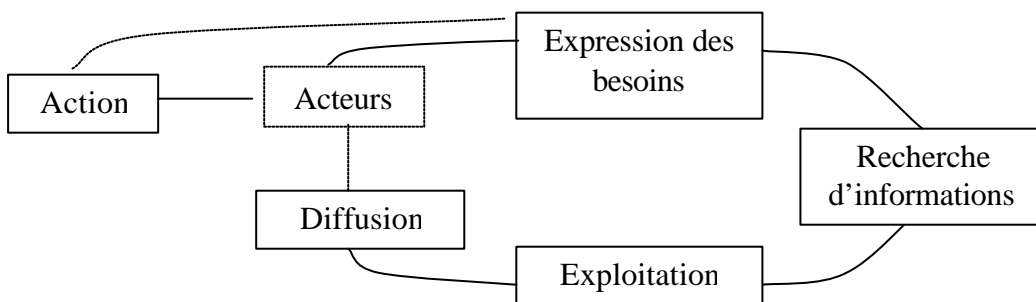 Expression des
besoins
Action
Acteurs
Recherche
d’informations
Diffusion
Exploitation